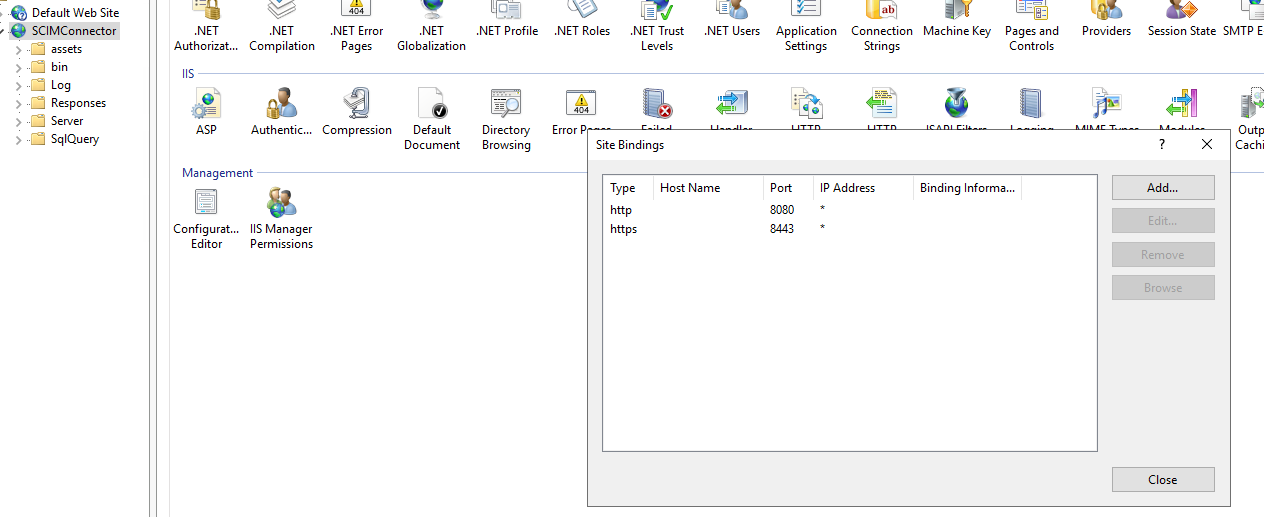 Default Web Site
SCIMConnector
assets
bin
Log
Responses
Server
SqlQuery
.NET Authorizat...
.NET Compilation
.NET Error Pages
.NET Globalization
.NET Profile
.NET Roles
.NET Trust Levels
.NET Users
Application Settings
Connection Strings
Machine Key
Pages and Controls
Providers
Session State
SMTP E
IIS
ASP
Authentic...
Compression
Default Document
Directory Browsing
Error Pages
Failed
Handler
HTTP
HTTP
ISAPI Filters
Logging
MIME Types
Modules
Outp
Cachi
Management
Configurat... Editor
IIS Manager Permissions
Site Bindings
?
Type Host Name Port IP Address Binding Informa...
http 8080 *
https 8443 *
Add...
Edit...
Remove
Browse
Close